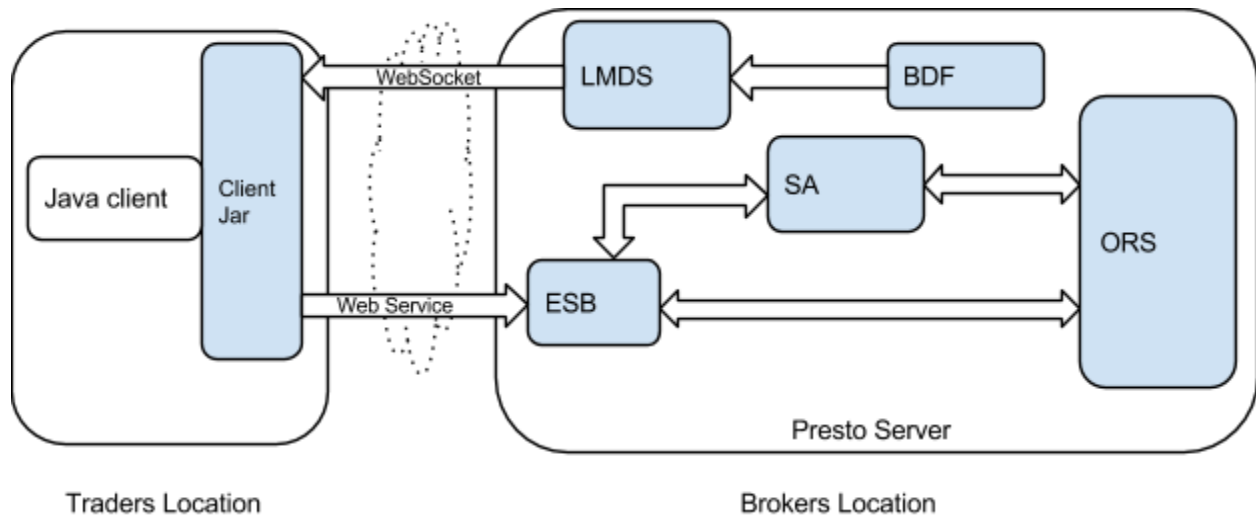 WebSocket
LMDS
BDF
Java client
Client
Jar
SA
ORS
Web Service
ESB
Presto Server
Traders Location
Brokers Location